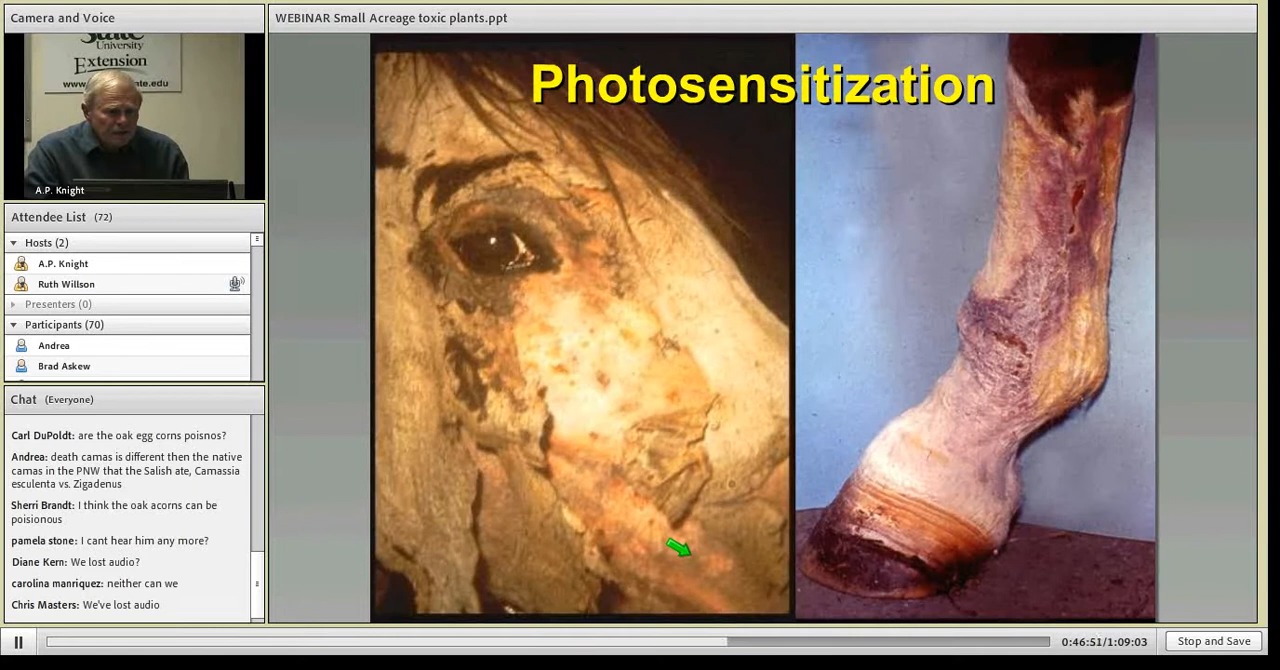 Camera and Voice
State
University
Extension
A.P. Knight
Attendee List (72)
Hosts (2)
A.P. Knight
Ruth Willson
Presenters (0)
Participants (70)
Andrea
Brad Askew
Chat (Everyone)
Carl DuPoldt: are the oak egg corns poisnos?
Andrea: death camas is different then the native
camas in the PNW that the Salish ate, Camassia
esculenta vs. Zigadenus
Sherri Brandt: I think the oak acorns can be
poisionous
pamela stone: I cant hear him any more?
Diane Kern: We lost audio?
carolina manriquez: neither can we
Chris Masters: We've lost audio
WEBINAR Small Acreage toxic plants.ppt
Photosensitization
0:46:51/1:09:03
Stop and Save